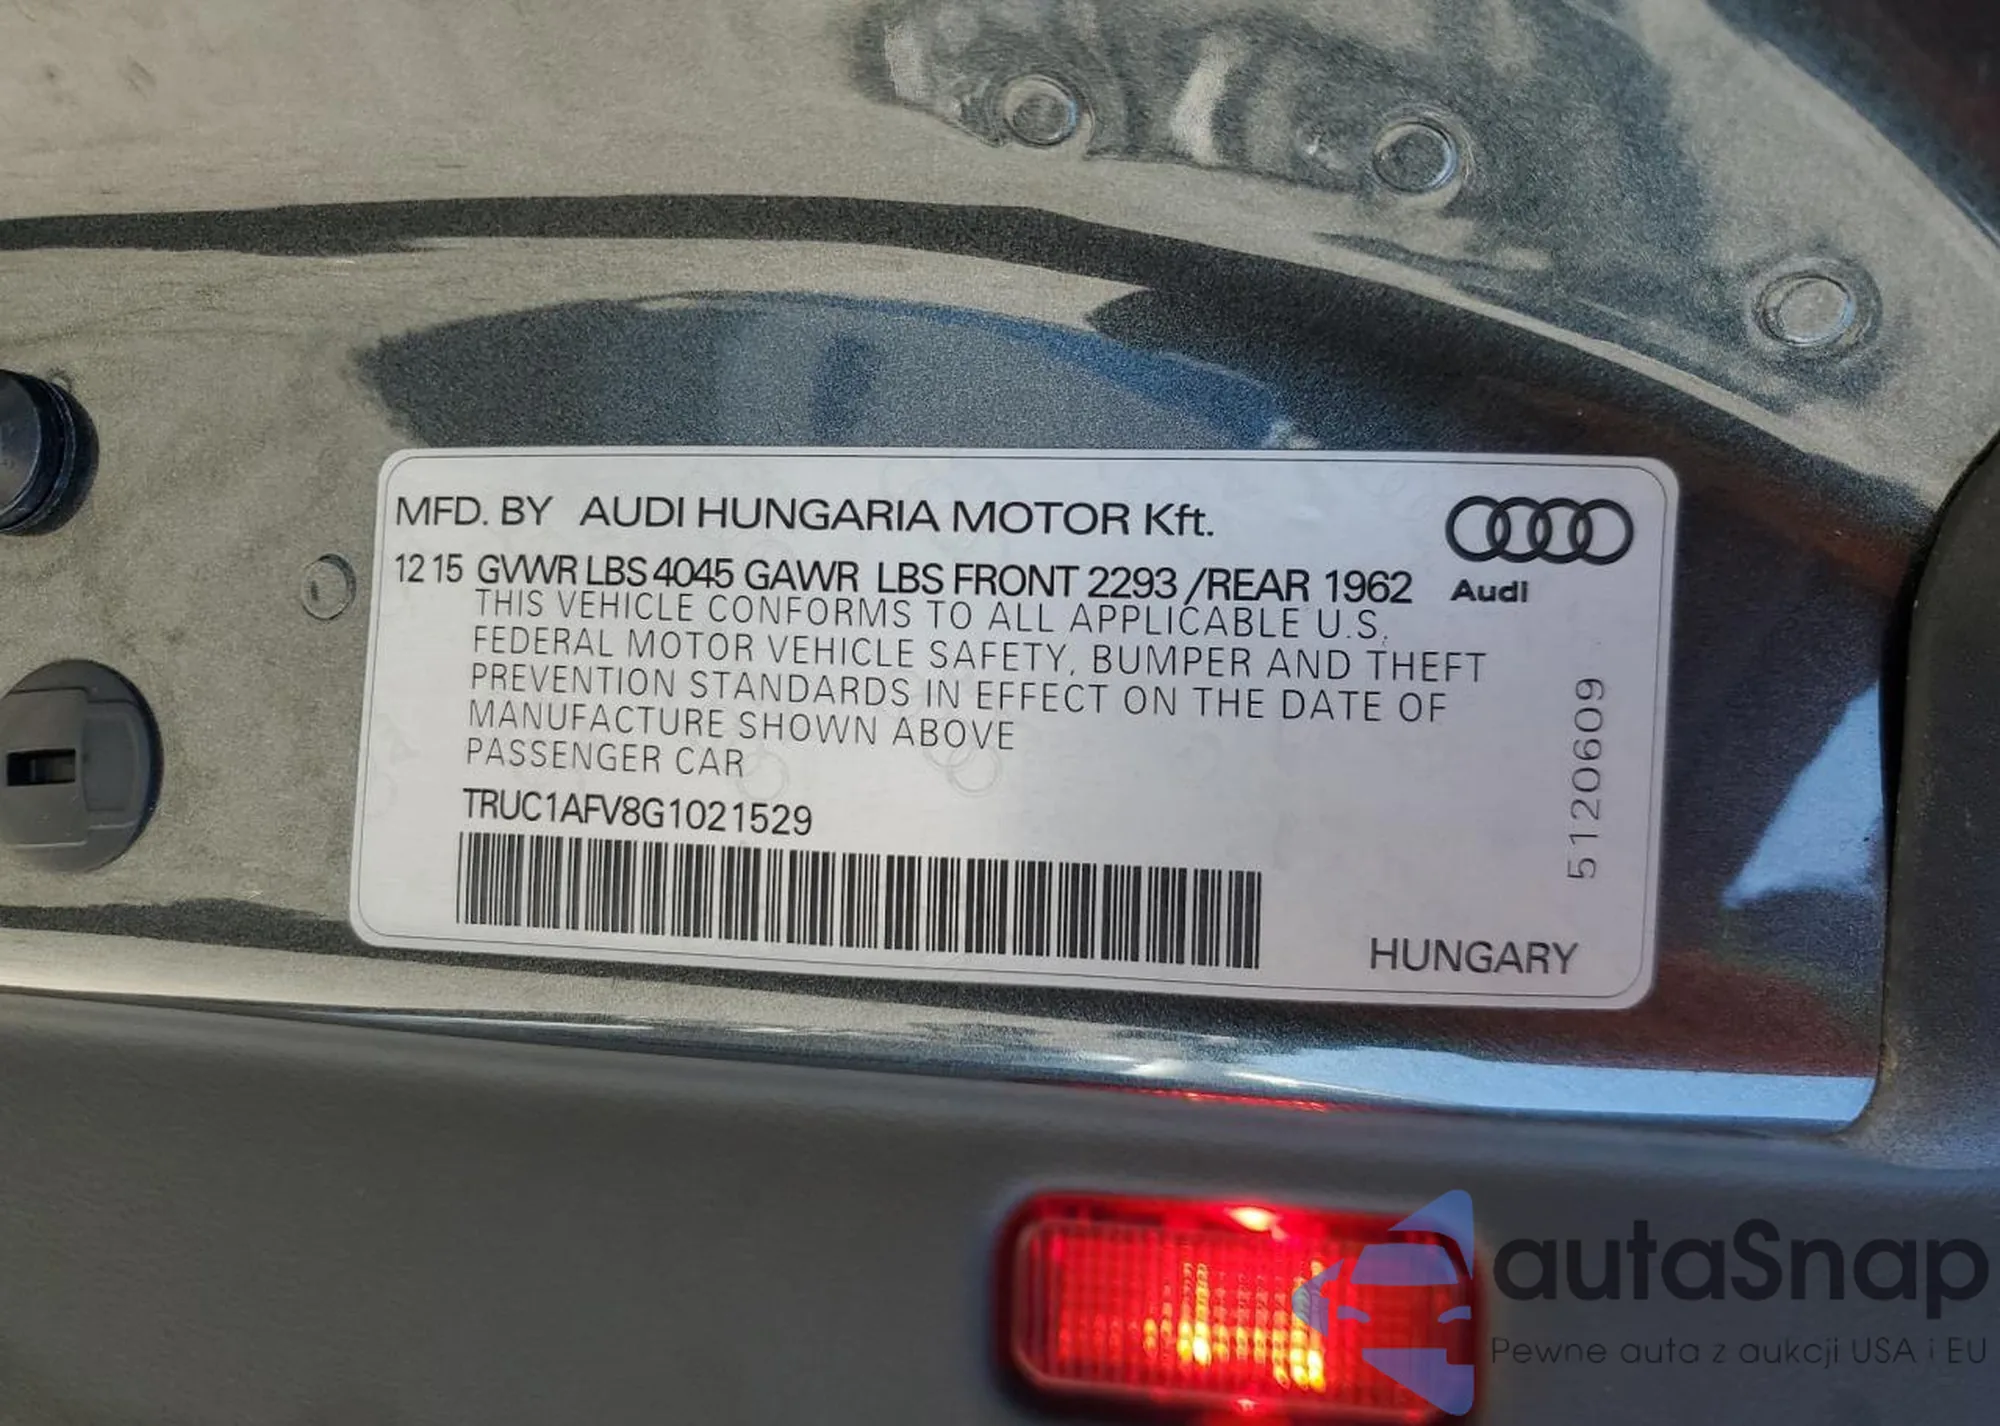 MFD. BY AUDI HUNGARIA MOTOR Kft.
12 15 GVWR LBS 4045 GAWR LBS FRONT 2293 /REAR 1962
Audi
THIS VEHICLE CONFORMS TO ALL APPLICABLE U.S.
FEDERAL MOTOR VEHICLE SAFETY, BUMPER AND THEFT
PREVENTION STANDARDS IN EFFECT ON THE DATE OF
MANUFACTURE SHOWN ABOVE
PASSENGER CAR
TRUC1AFV8G1021529
5120609
HUNGARY
autaSnap
Pewne auta z aukcji USA i EU